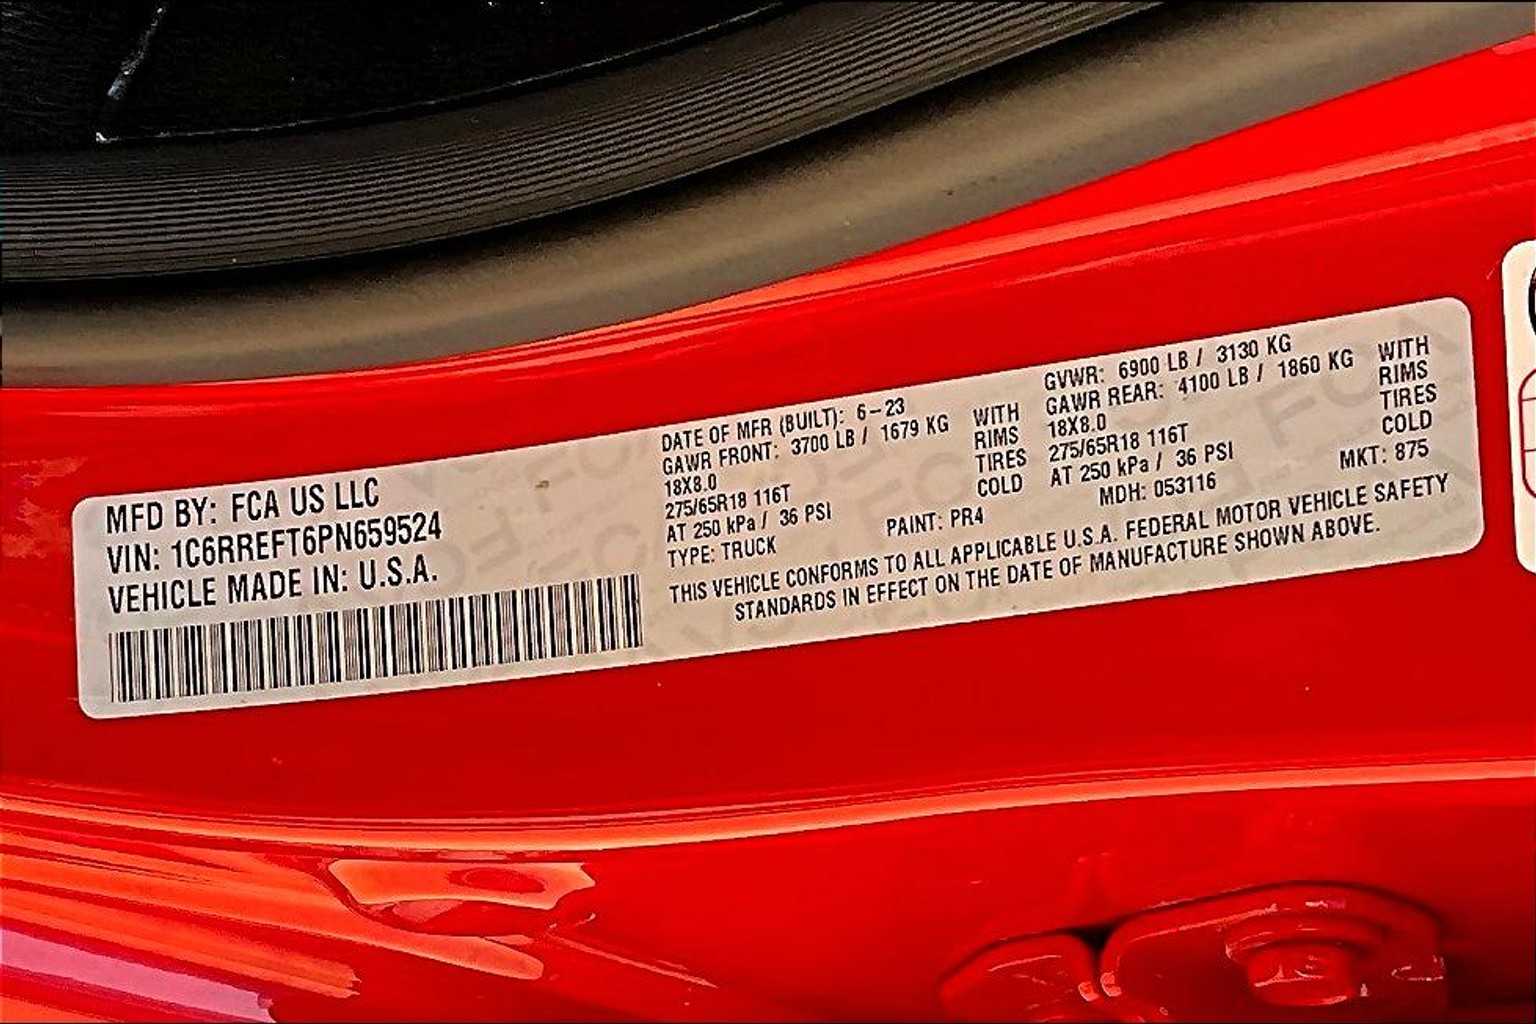 MFD BY: FCA US LLC
VIN: 1C6RREFT6PN659524
VEHICLE MADE IN: U.S.A.
DATE OF MFR (BUILT): 6-23
GAWR FRONT: 3700 LB / 1679 KG WITH
18X8.0 RIMS
275/65R18 116T TIRES
AT 250 kPa / 36 PSI COLD
TYPE: TRUCK PAINT: PR4
GVWR: 6900 LB / 3130 KG
GAWR REAR: 4100 LB / 1860 KG WITH
18X8.0 RIMS
275/65R18 116T TIRES
AT 250 kPa / 36 PSI COLD
MDH: 053116 MKT: 875
THIS VEHICLE CONFORMS TO ALL APPLICABLE U.S.A. FEDERAL MOTOR VEHICLE SAFETY
STANDARDS IN EFFECT ON THE DATE OF MANUFACTURE SHOWN ABOVE.